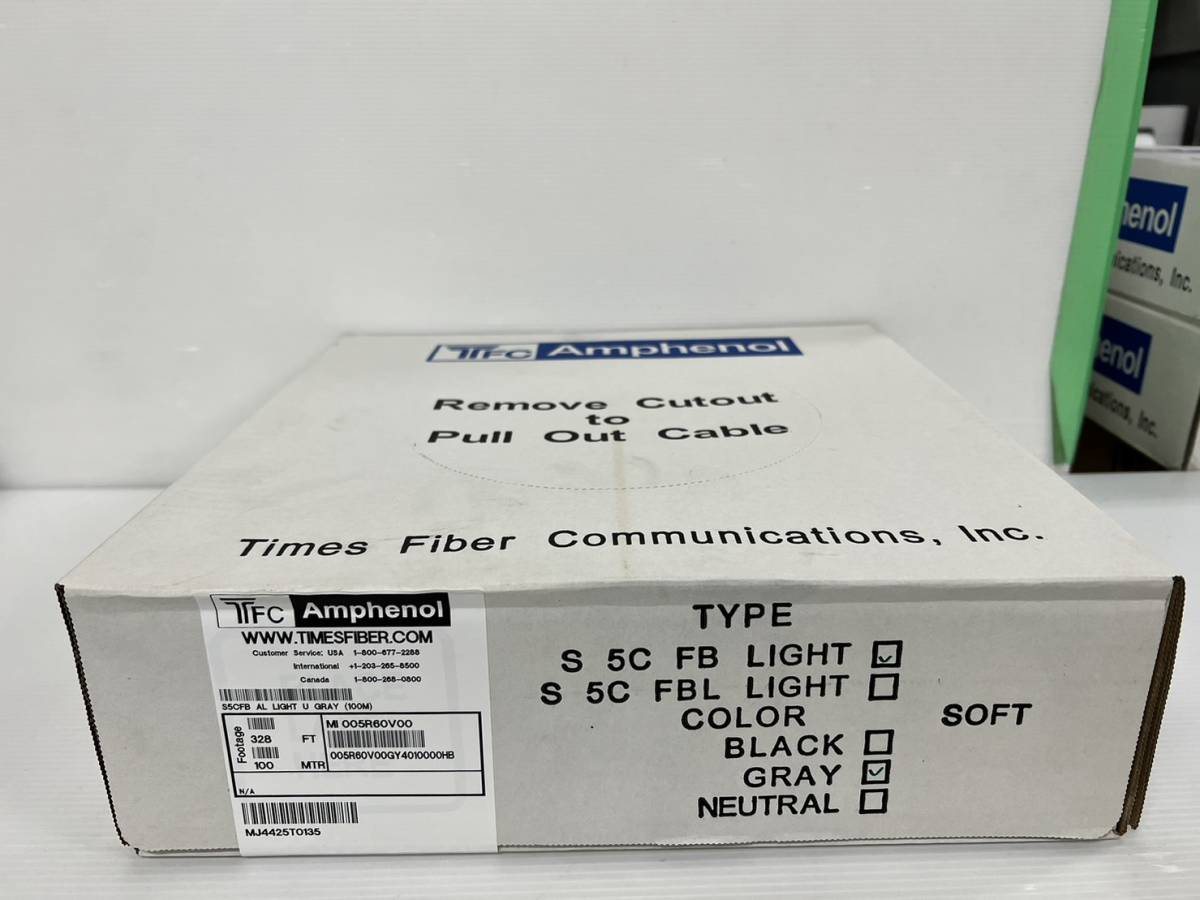 TFC Amphenol
Remove Cutout
to
Pull Out Cable
Times Fiber Communications, Inc.
TFC Amphenol
WWW.TIMESFIBER.COM
Customer Service: USA 1-800-677-2288
International +1-203-265-8500
Canada 1-800-268-0800
S5CFB AL LIGHT U GRAY (100M)
Footage
328 FT
100 MTR
MI 005R60V00
005R60V00GY4010000HB
N/A
MJ4425T0135
TYPE
S 5C FB LIGHT
S 5C FBL LIGHT
COLOR
SOFT
BLACK
GRAY
NEUTRAL
henol
ications, Inc.
enol
ications, Inc.